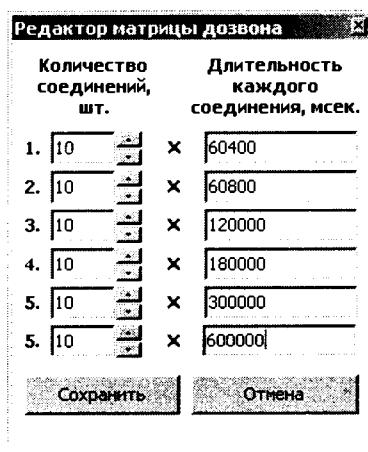 Редактор матрицы дозвона
Количество соединений, шт.
Длительность каждого соединения, мсек.
1. 10 × 60400
2. 10 × 60800
3. 10 × 120000
4. 10 × 180000
5. 10 × 300000
5. 10 × 600000
Сохранить Отмена